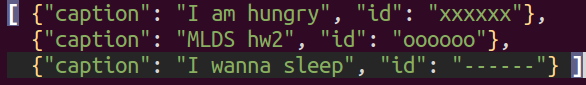 [ {"caption": "I am hungry", "id": "xxxxxx"},
{"caption": "MLDS hw2", "id": "oooooo"},
{"caption": "I wanna sleep", "id": "------"} ]